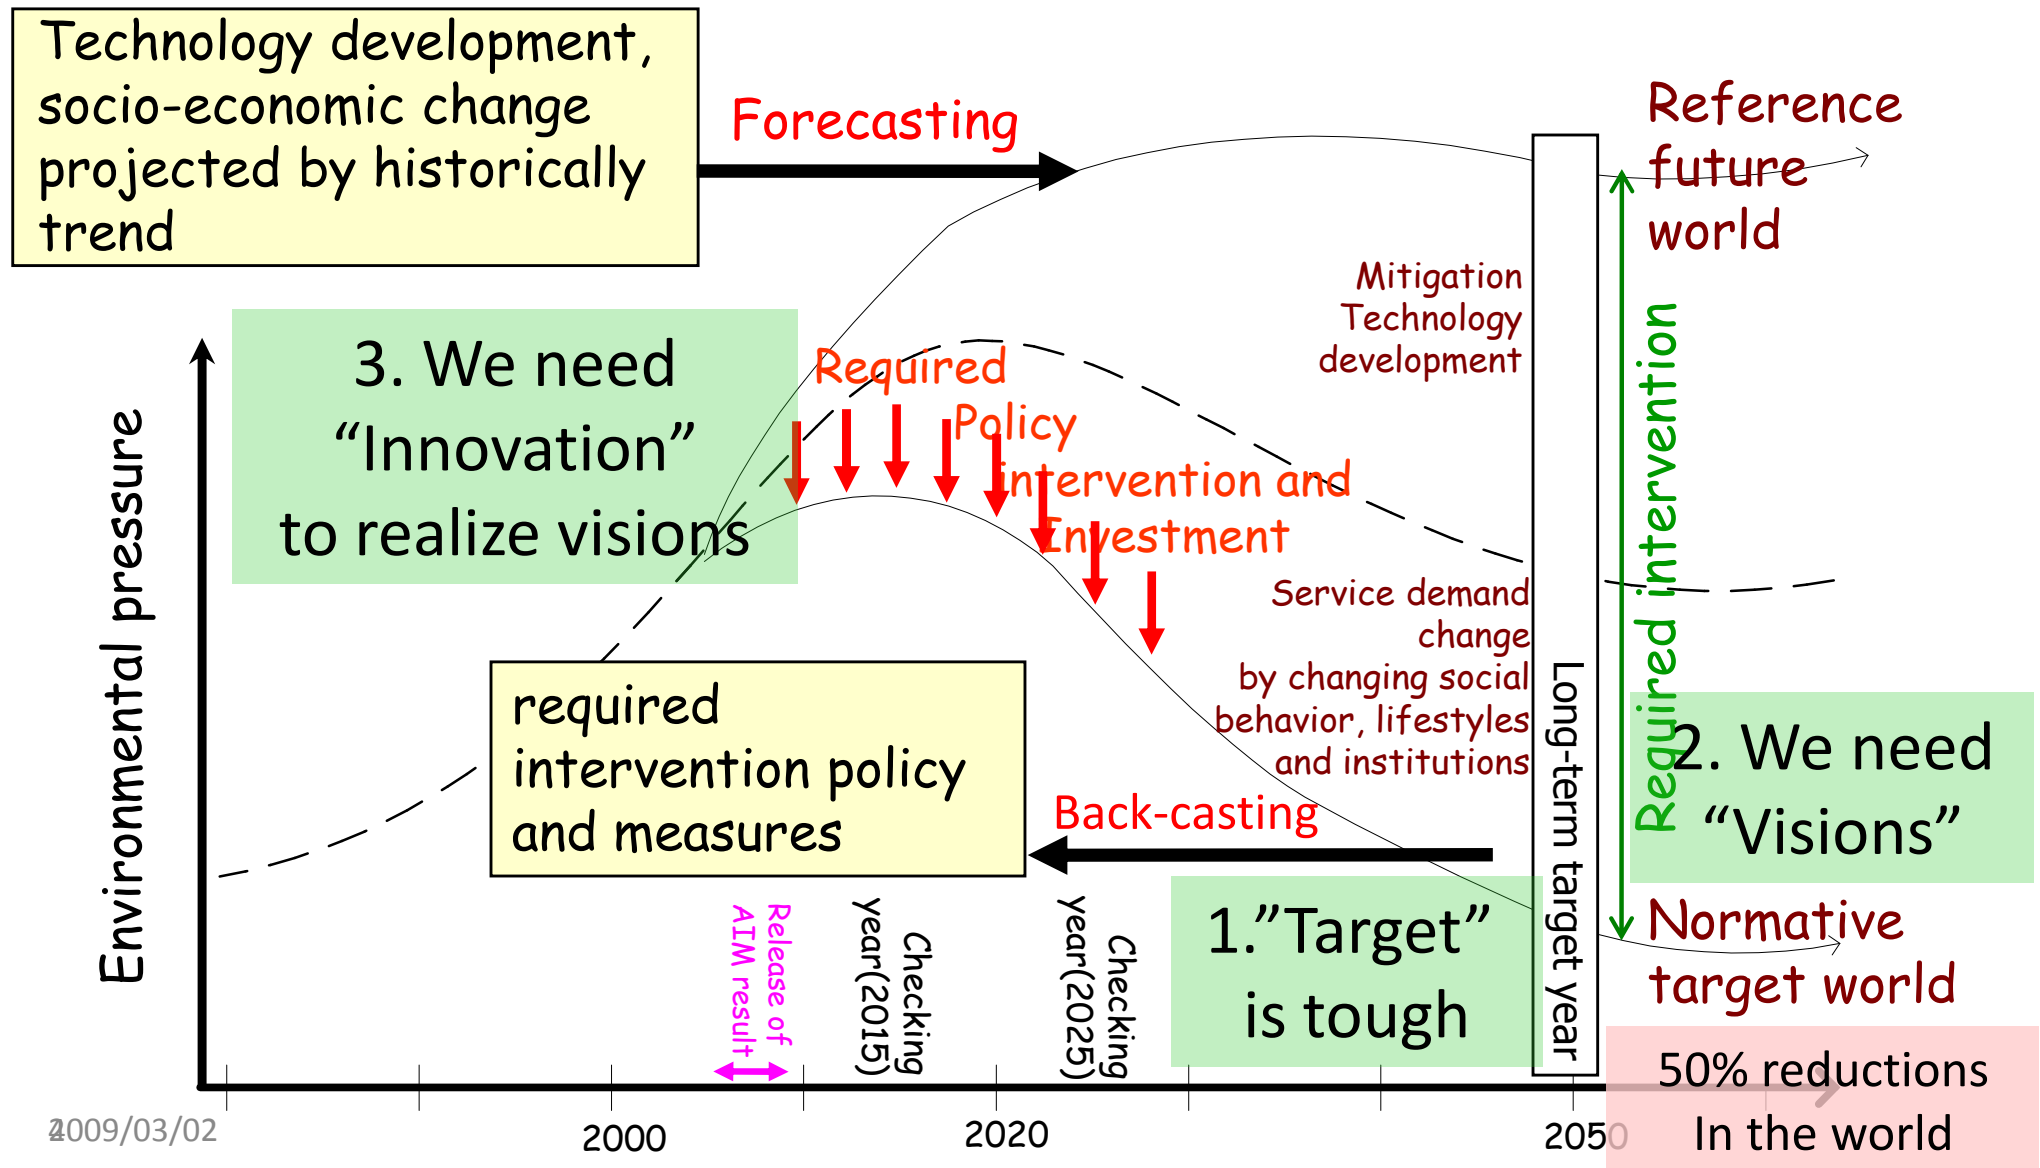 Technology development,
socio-economic change
projected by historically
trend
Forecasting
Reference
future
world
Mitigation
Technology
development
3. We need
“Innovation”
to realize visions
Required
Policy
intervention and
Investment
Environmental pressure
Service demand
change
by changing social
behavior, lifestyles
and institutions
Required intervention
Long-term target year
2. We need
“Visions”
required
intervention policy
and measures
Back-casting
Release of
AIM result
Checking
year(2015)
Checking
year(2025)
1.”Target”
is tough
Normative
target world
50% reductions
In the world
2009/03/02
2000
2020
2050